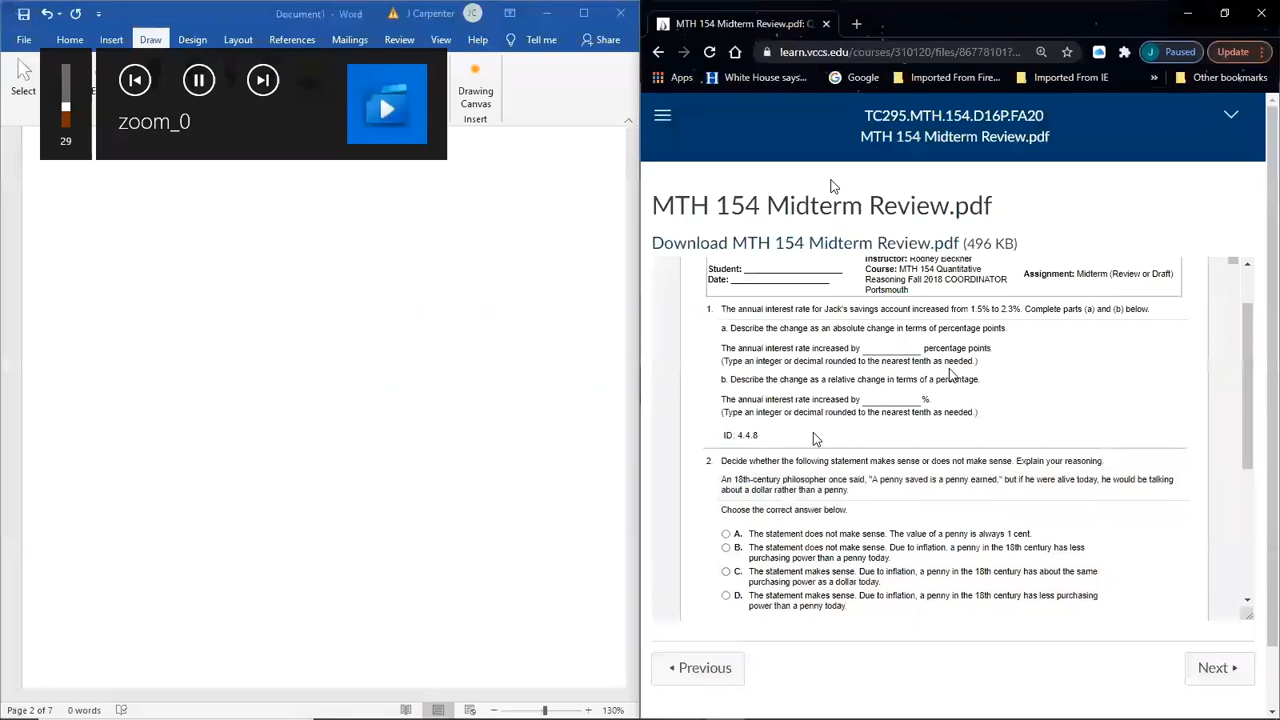 Document1 - Word
J Carpenter
JC
File
Home
Insert
Draw
Design
Layout
References
Mailings
Review
View
Help
Tell me
Share
Select
zoom_0
29
Drawing
Canvas
Insert
Page 2 of 7
0 words
130%
MTH 154 Midterm Review.pdf:
learn.vccs.edu/courses/310120/files/86778101?...
J
Paused
Update
Apps
White House says...
Google
Imported From Fire...
Imported From IE
Other bookmarks
TC295.MTH.154.D16P.FA20
MTH 154 Midterm Review.pdf
MTH 154 Midterm Review.pdf
Download MTH 154 Midterm Review.pdf (496 KB)
Student: ________________
Date: ________________
Instructor: Rodney Beckner
Course: MTH 154 Quantitative
Reasoning Fall 2018 COORDINATOR
Portsmouth
Assignment: Midterm (Review or Draft)
1. The annual interest rate for Jack's savings account increased from 1.5% to 2.3%. Complete parts (a) and (b) below.
a. Describe the change as an absolute change in terms of percentage points.
The annual interest rate increased by __________ percentage points.
(Type an integer or decimal rounded to the nearest tenth as needed.)
b. Describe the change as a relative change in terms of a percentage.
The annual interest rate increased by __________ %.
(Type an integer or decimal rounded to the nearest tenth as needed.)
ID: 4.4.8
2. Decide whether the following statement makes sense or does not make sense. Explain your reasoning.
An 18th-century philosopher once said, "A penny saved is a penny earned," but if he were alive today, he would be talking
about a dollar rather than a penny.
Choose the correct answer below.
A. The statement does not make sense. The value of a penny is always 1 cent.
B. The statement does not make sense. Due to inflation, a penny in the 18th century has less
purchasing power than a penny today.
C. The statement makes sense. Due to inflation, a penny in the 18th century has about the same
purchasing power as a dollar today.
D. The statement makes sense. Due to inflation, a penny in the 18th century has less purchasing
power than a penny today.
Previous
Next